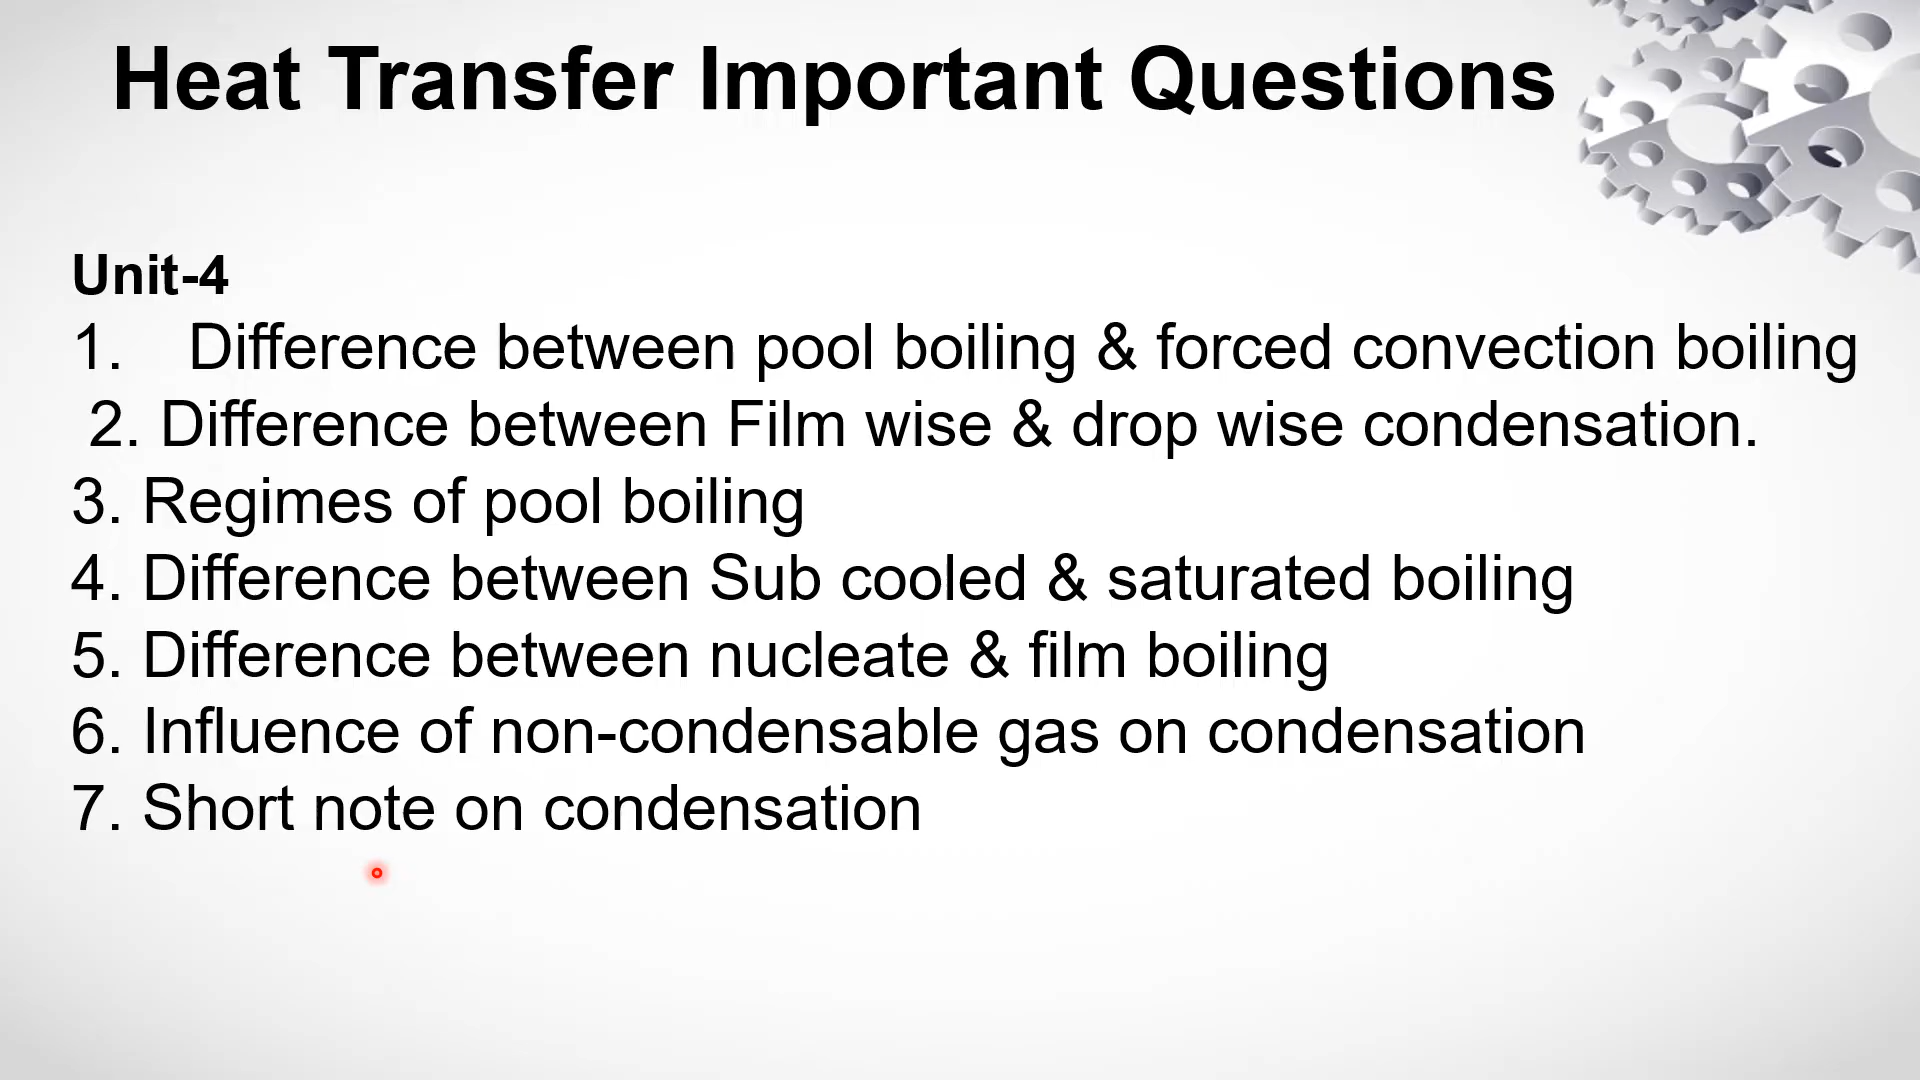 Heat Transfer Important Questions
Unit-4
1. Difference between pool boiling & forced convection boiling
2. Difference between Film wise & drop wise condensation.
3. Regimes of pool boiling
4. Difference between Sub cooled & saturated boiling
5. Difference between nucleate & film boiling
6. Influence of non-condensable gas on condensation
7. Short note on condensation